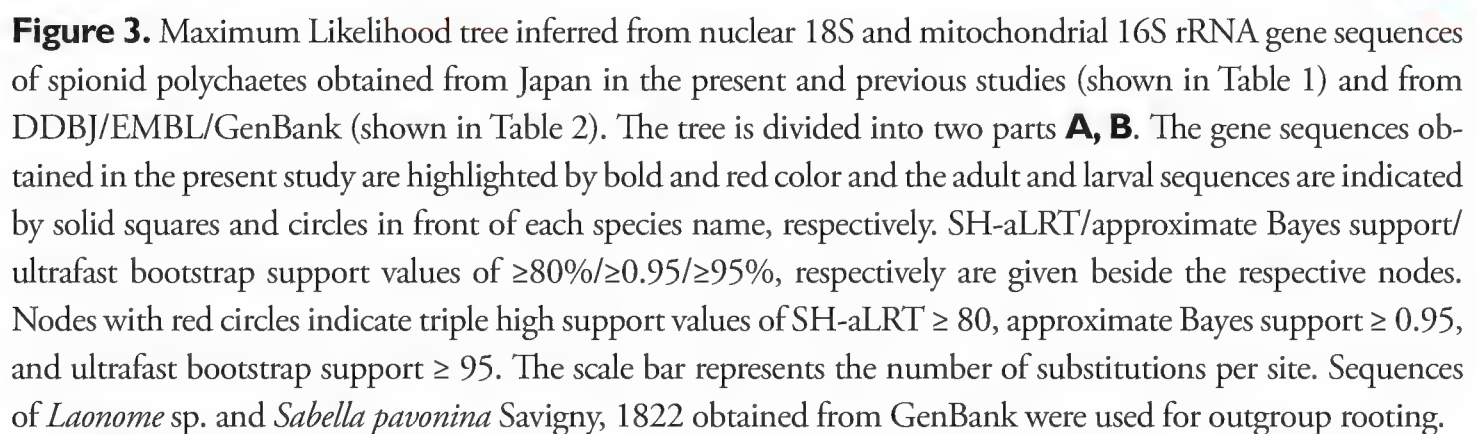 Figure 3. Maximum Likelihood tree inferred from nuclear 18S and mitochondrial 16S rRNA gene sequences
of spionid polychaetes obtained from Japan in the present and previous studies (shown in Table 1) and from
DDBJ/EMBL/GenBank (shown in Table 2). The tree is divided into two parts A, B. The gene sequences ob-
tained in the present study are highlighted by bold and red color and the adult and larval sequences are indicated
by solid squares and circles in front of each species name, respectively. SH-aLRT/approximate Bayes support/
ultrafast bootstrap support values of ≥80%/≥0.95/≥95%, respectively are given beside the respective nodes.
Nodes with red circles indicate triple high support values of SH-aLRT ≥ 80, approximate Bayes support ≥ 0.95,
and ultrafast bootstrap support ≥ 95. The scale bar represents the number of substitutions per site. Sequences
of Laonome sp. and Sabella pavonina Savigny, 1822 obtained from GenBank were used for outgroup rooting.